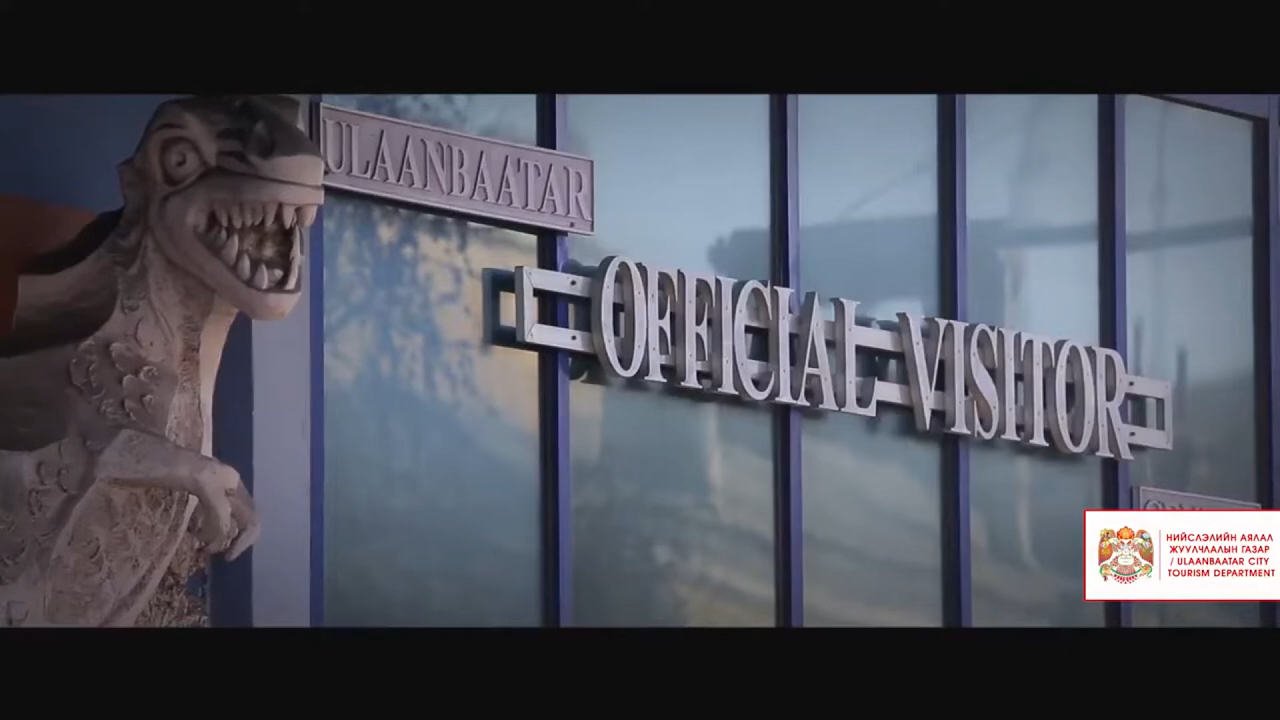 ULAANBAATAR
OFFICIAL VISITOR
НИЙСЛЭЛИЙН АЯЛАЛ
ЖУУЛЧЛАЛЫН ГАЗАР
/ ULAANBAATAR CITY
TOURISM DEPARTMENT